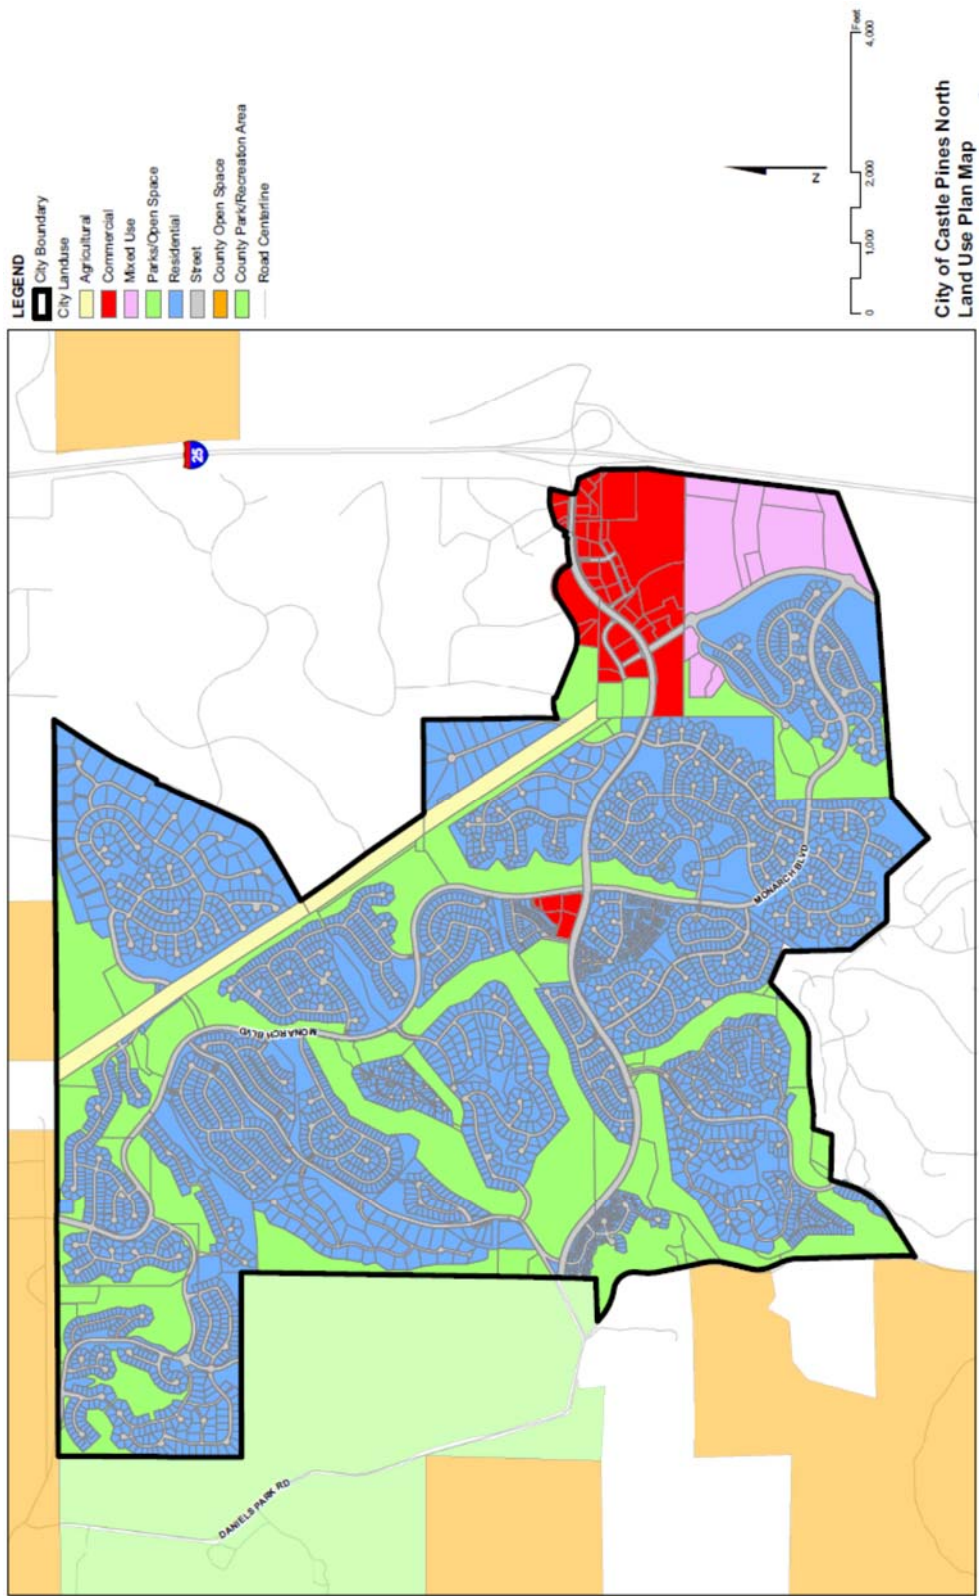 LEGEND
City Boundary
City Landuse
Agricultural
Commercial
Mixed Use
Parks/Open Space
Residential
Street
County Open Space
County Park/Recreation Area
Road Centerline
N
0 1,000 2,000 4,000
Feet
City of Castle Pines North
Land Use Plan Map
25
MONARCH BLVD
MONARCH BLVD
DANIELS PARK RD